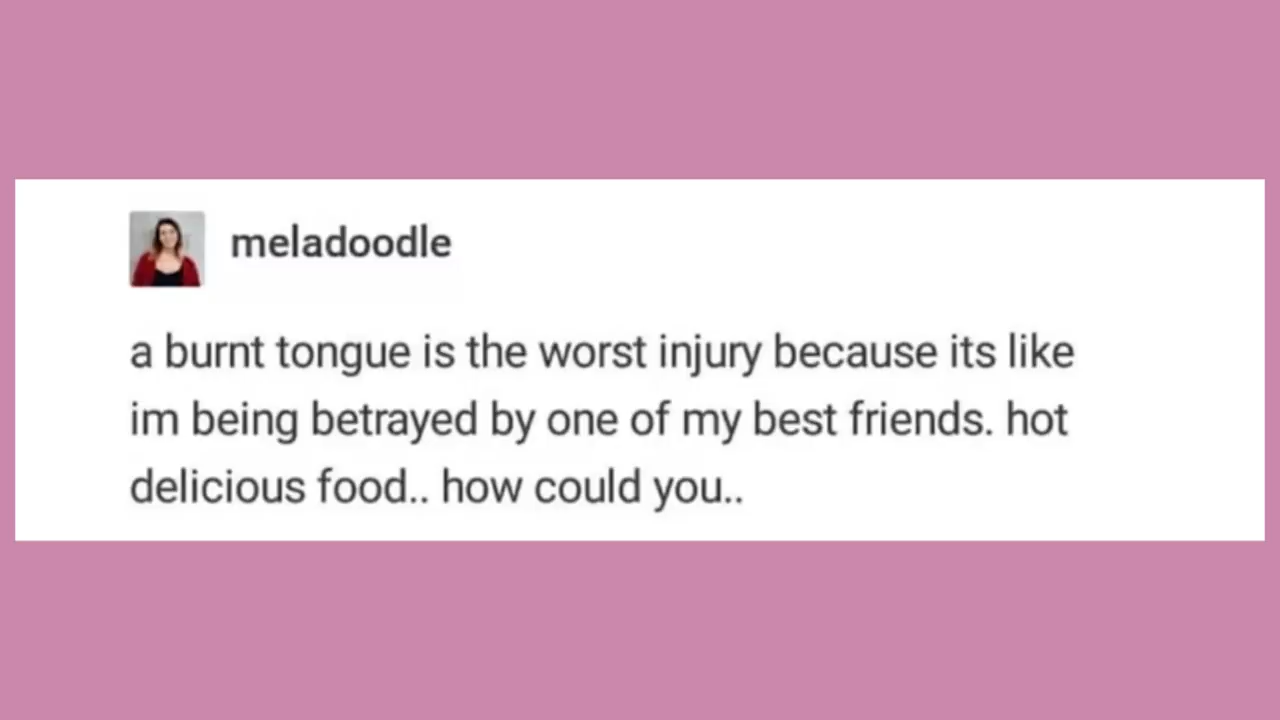 meladoodle
a burnt tongue is the worst injury because its like
im being betrayed by one of my best friends. hot
delicious food.. how could you..